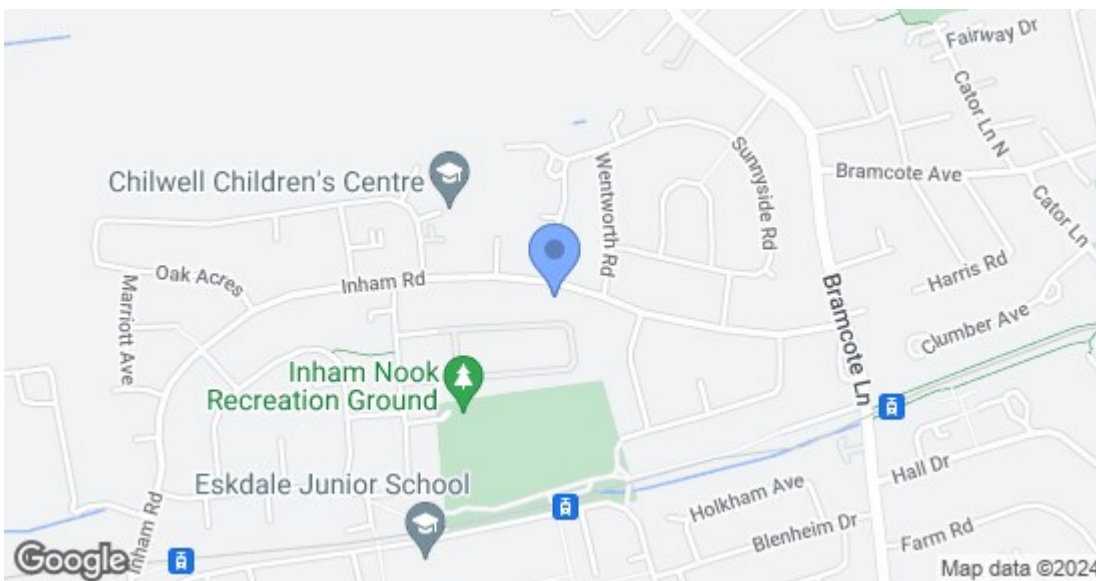 Fairway Dr
Cator Ln N
Chilwell Children's Centre
Wentworth Rd
Sunnyside Rd
Bramcote Ave
Cator Ln
Oak Acres
Inham Rd
Marriott Ave
Harris Rd
Bramcote Ln
Clumber Ave
Inham Nook
Recreation Ground
Eskdale Junior School
Hall Dr
Holkham Ave
Inham Rd
Blenheim Dr
Farm Rd
Google
Map data ©2024